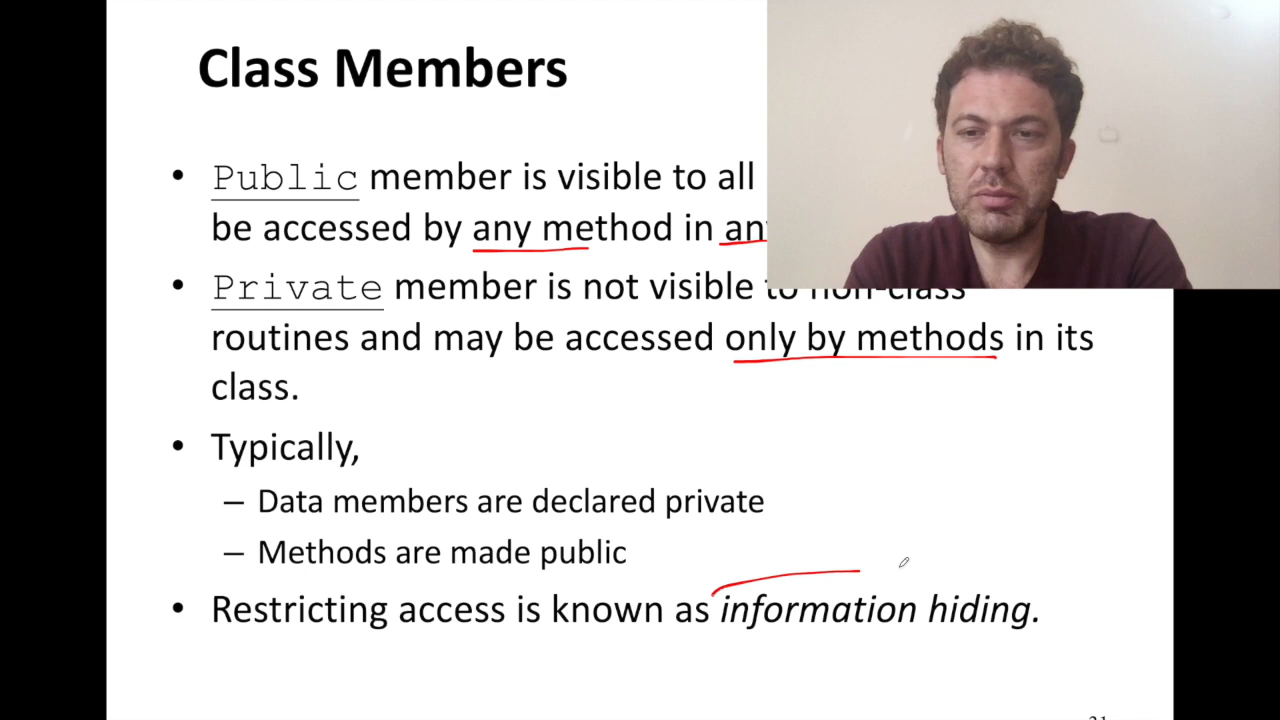 Class Members
• Public member is visible to all
be accessed by any method in
• Private member is not visible to non-class
routines and may be accessed only by methods in its
class.
• Typically,
– Data members are declared private
– Methods are made public
• Restricting access is known as information hiding.